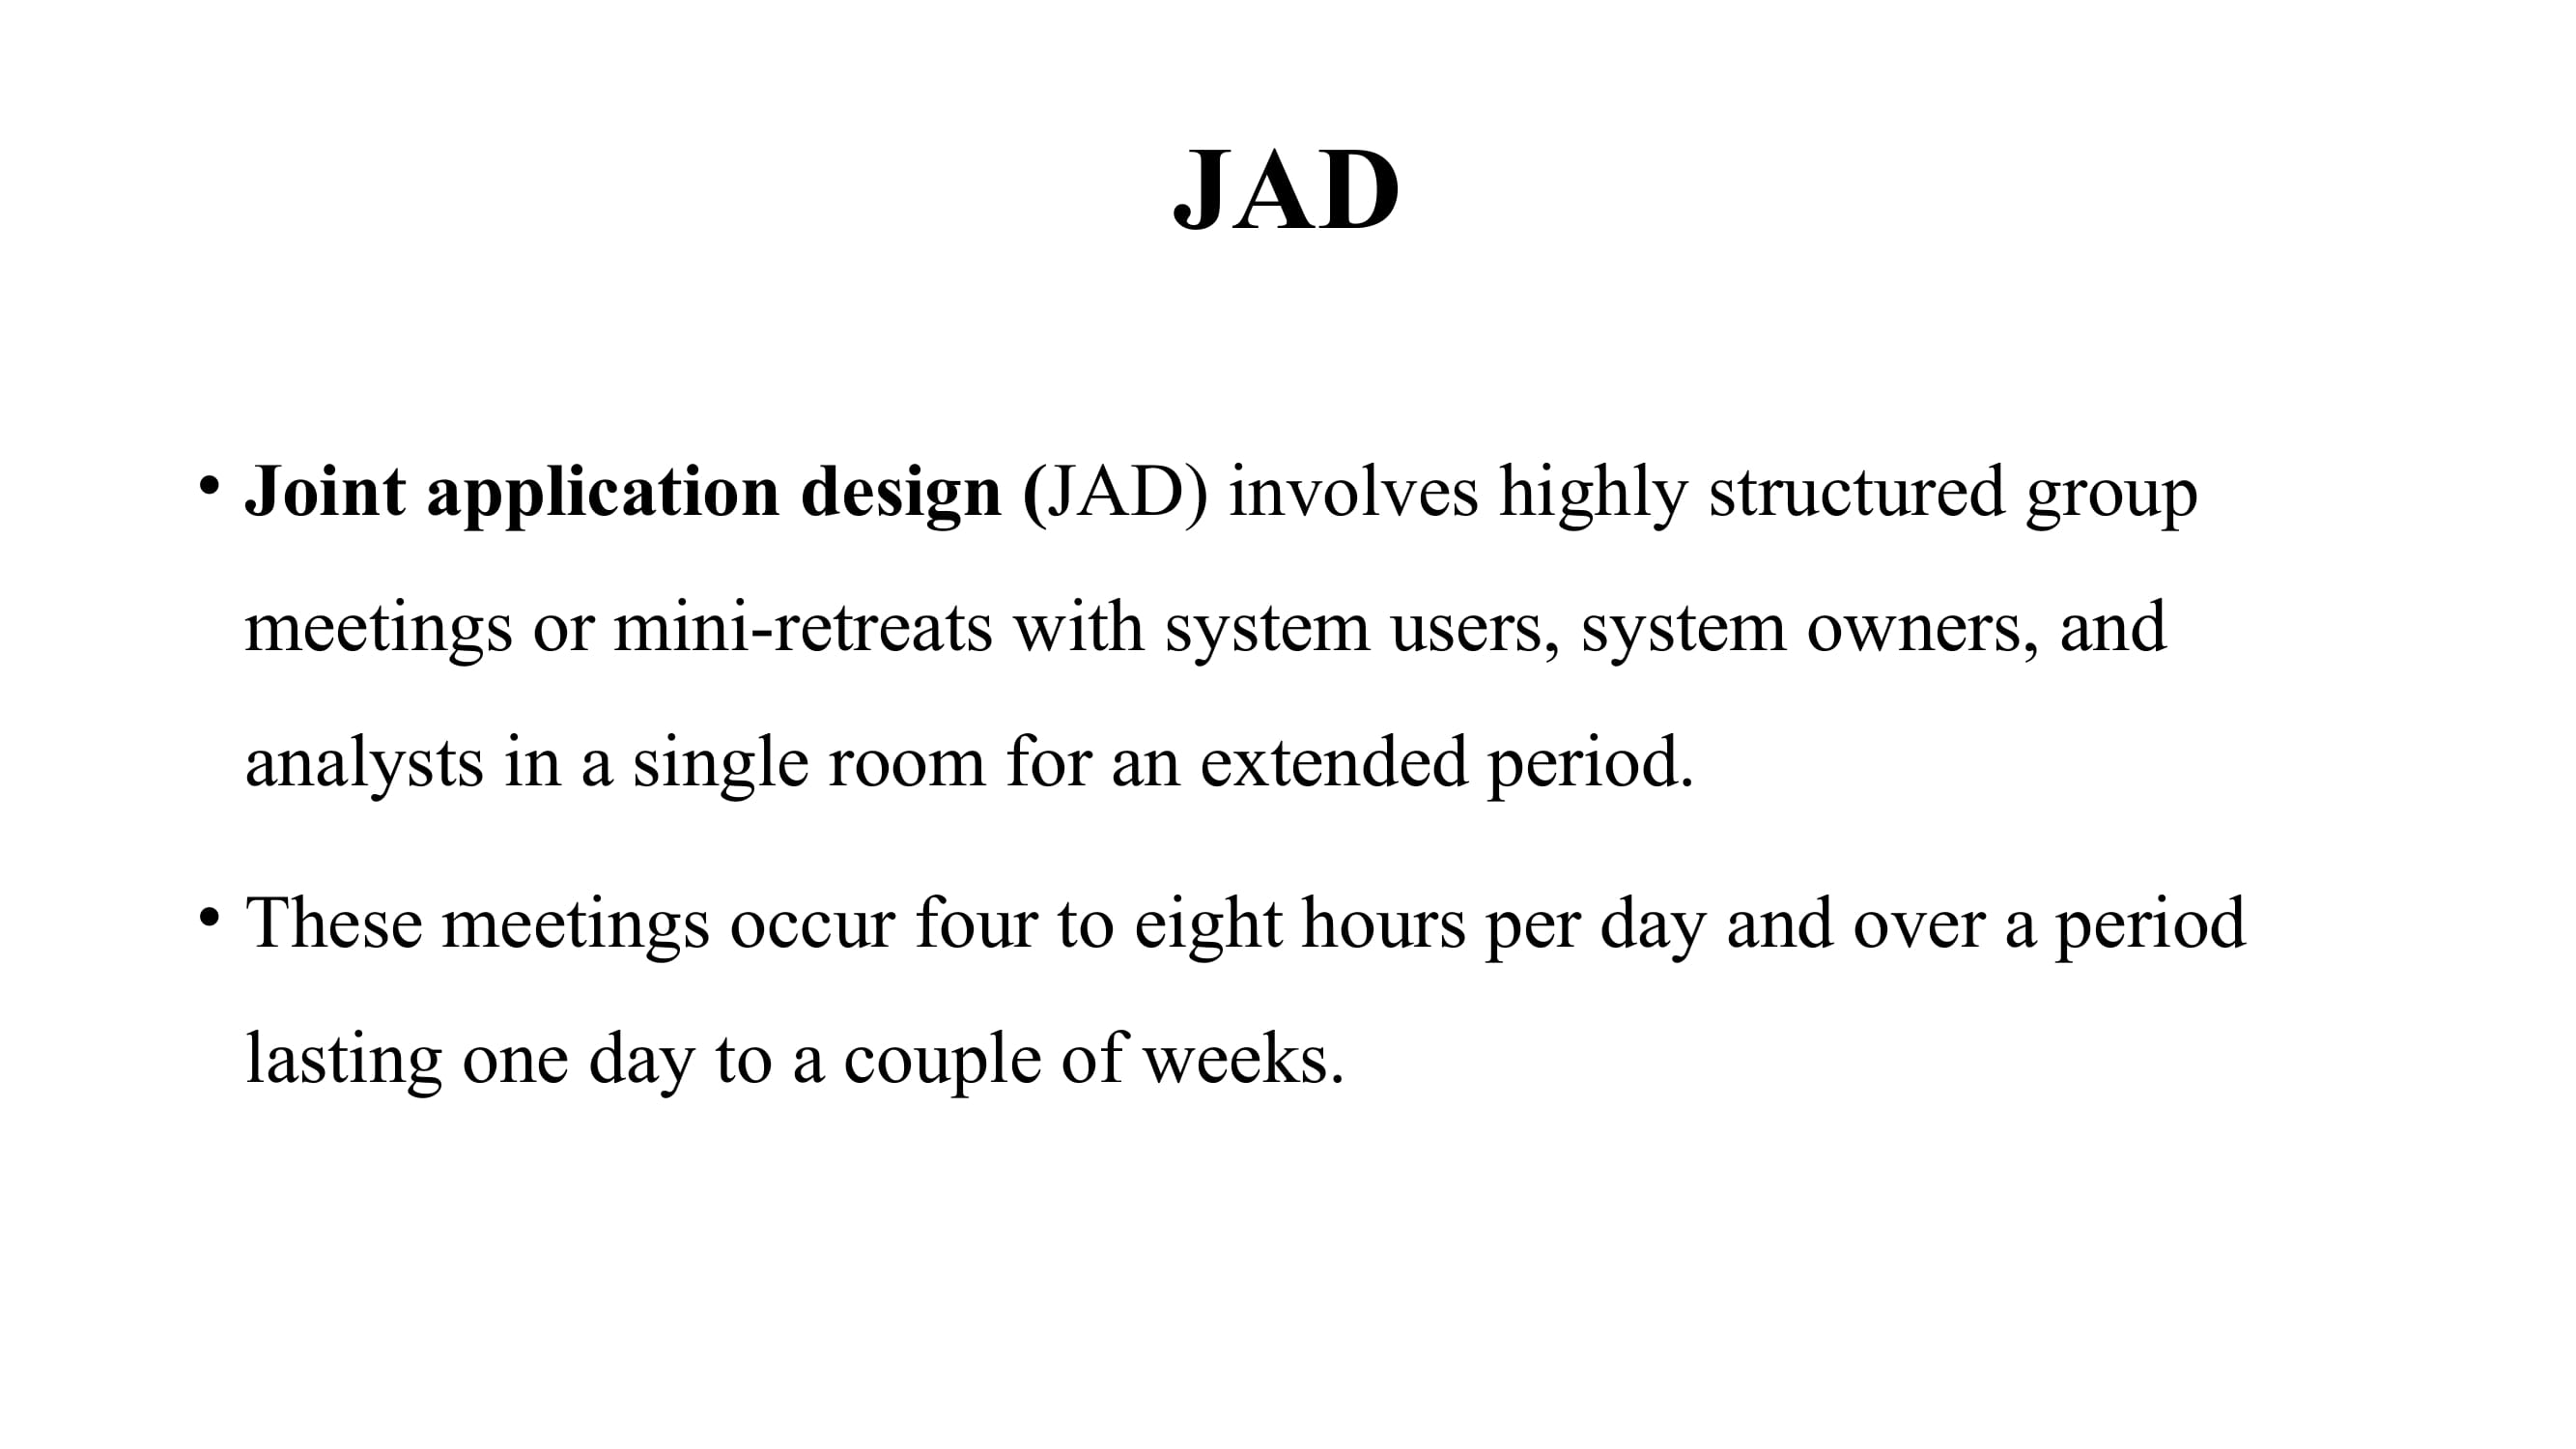 JAD
• Joint application design (JAD) involves highly structured group
meetings or mini-retreats with system users, system owners, and
analysts in a single room for an extended period.
• These meetings occur four to eight hours per day and over a period
lasting one day to a couple of weeks.